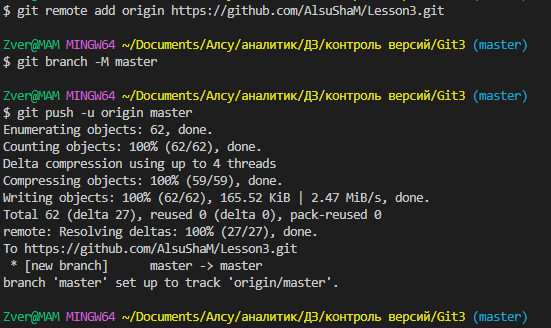 $ git remote add origin https://github.com/AlsuShaM/Lesson3.git
Zver@MAM MINGW64 ~/Documents/Алсу/аналитик/ДЗ/контроль версий/Git3 (master)
$ git branch -M master
Zver@MAM MINGW64 ~/Documents/Алсу/аналитик/ДЗ/контроль версий/Git3 (master)
$ git push -u origin master
Enumerating objects: 62, done.
Counting objects: 100% (62/62), done.
Delta compression using up to 4 threads
Compressing objects: 100% (59/59), done.
Writing objects: 100% (62/62), 165.52 KiB | 2.47 MiB/s, done.
Total 62 (delta 27), reused 0 (delta 0), pack-reused 0
remote: Resolving deltas: 100% (27/27), done.
To https://github.com/AlsuShaM/Lesson3.git
 * [new branch]      master -> master
branch 'master' set up to track 'origin/master'.
Zver@MAM MINGW64 ~/Documents/Алсу/аналитик/ДЗ/контроль версий/Git3 (master)